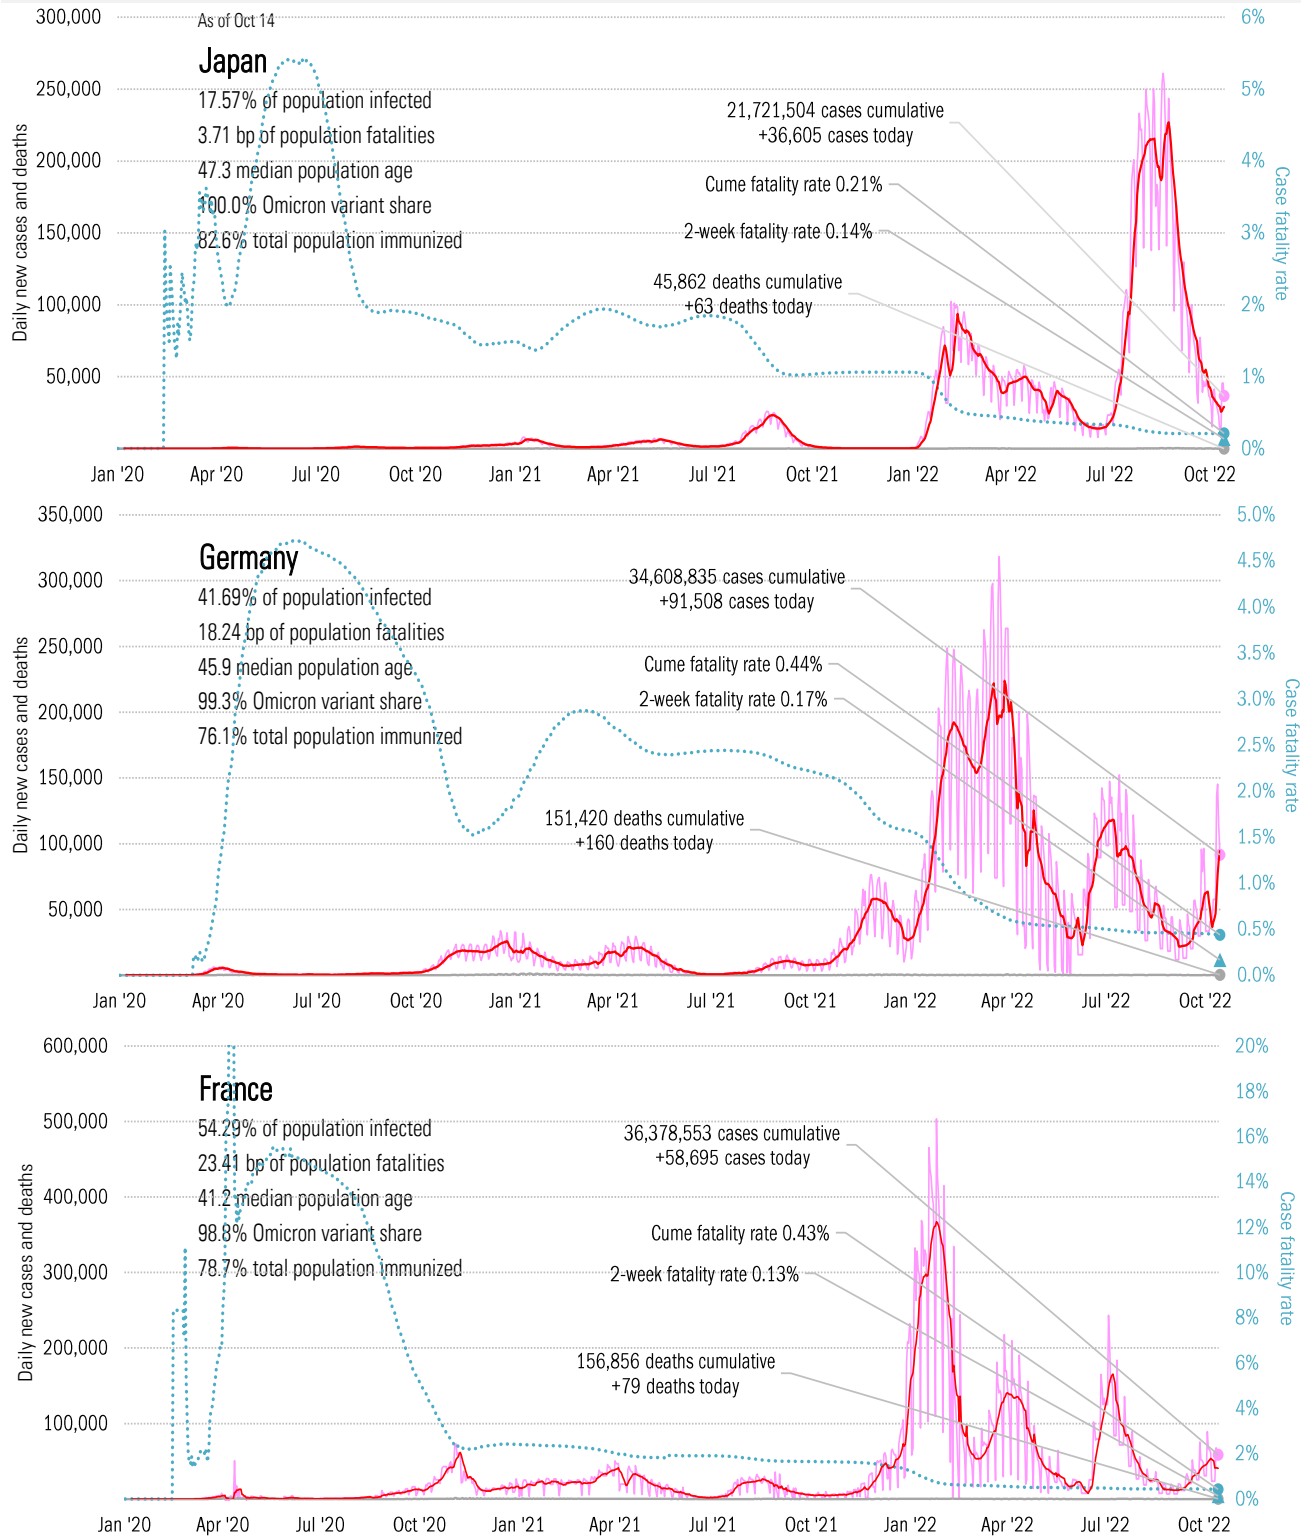 300,000
As of Oct 14
6%
Japan
250,000
5%
17.57% of population infected
21,721,504 cases cumulative
+36,605 cases today
3.71 bp of population fatalities
200,000
4%
47.3 median population age
Cume fatality rate 0.21%
100.0% Omicron variant share
150,000
3%
2-week fatality rate 0.14%
82.6% total population immunized
45,862 deaths cumulative
+63 deaths today
100,000
2%
50,000
1%
0%
Daily new cases and deaths
Case fatality rate
Jan '20 Apr '20 Jul '20 Oct '20 Jan '21 Apr '21 Jul '21 Oct '21 Jan '22 Apr '22 Jul '22 Oct '22
350,000
5.0%
Germany
4.5%
300,000
34,608,835 cases cumulative
+91,508 cases today
41.69% of population infected
4.0%
18.24 bp of population fatalities
250,000
3.5%
45.9 median population age
Cume fatality rate 0.44%
99.3% Omicron variant share
2-week fatality rate 0.17%
3.0%
200,000
76.1% total population immunized
2.5%
150,000
2.0%
151,420 deaths cumulative
+160 deaths today
1.5%
100,000
1.0%
50,000
0.5%
0.0%
Daily new cases and deaths
Case fatality rate
Jan '20 Apr '20 Jul '20 Oct '20 Jan '21 Apr '21 Jul '21 Oct '21 Jan '22 Apr '22 Jul '22 Oct '22
600,000
20%
France
18%
500,000
54.29% of population infected
36,378,553 cases cumulative
+58,695 cases today
16%
23.41 bp of population fatalities
14%
400,000
41.2 median population age
12%
98.8% Omicron variant share
Cume fatality rate 0.43%
300,000
78.7% total population immunized
2-week fatality rate 0.13%
10%
8%
200,000
156,856 deaths cumulative
+79 deaths today
6%
4%
100,000
2%
0%
Daily new cases and deaths
Case fatality rate
Jan '20 Apr '20 Jul '20 Oct '20 Jan '21 Apr '21 Jul '21 Oct '21 Jan '22 Apr '22 Jul '22 Oct '22